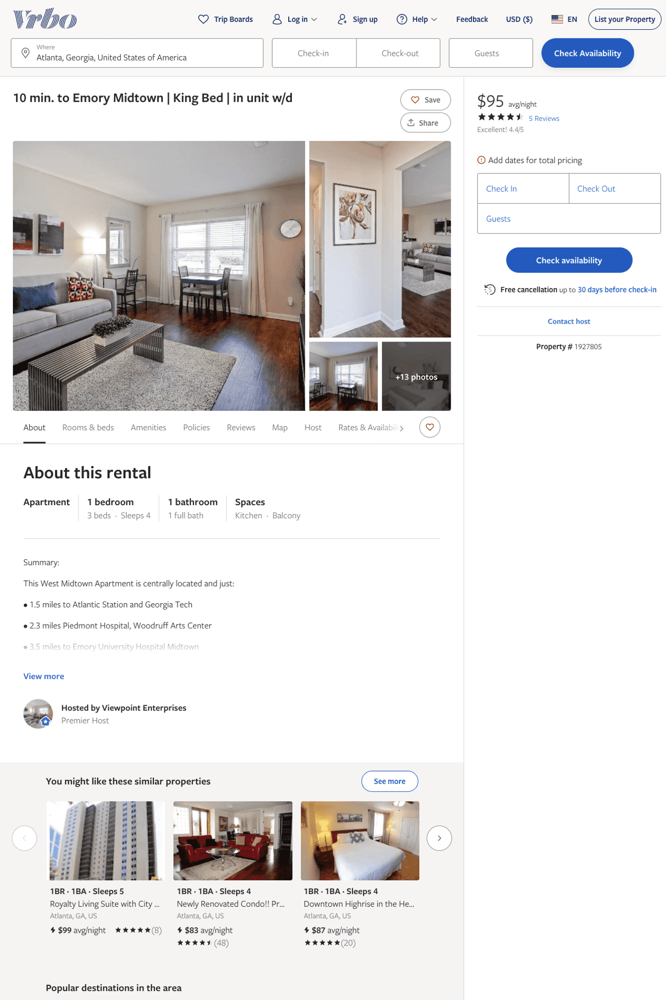 Vrbo
Trip Boards
Log in
Sign up
Help
Feedback
USD ($)
EN
List your Property
Where
Atlanta, Georgia, United States of America
Check-in
Check-out
Guests
Check Availability
10 min. to Emory Midtown | King Bed | in unit w/d
Save
Share
+13 photos
$95 avg/night
5 Reviews
Excellent! 4.4/5
Add dates for total pricing
Check In
Check Out
Guests
Check availability
Free cancellation up to 30 days before check-in
Contact host
Property # 1927805
About
Rooms & beds
Amenities
Policies
Reviews
Map
Host
Rates & Availabili
About this rental
Apartment
1 bedroom
3 beds · Sleeps 4
1 bathroom
1 full bath
Spaces
Kitchen · Balcony
Summary:
This West Midtown Apartment is centrally located and just:
● 1.5 miles to Atlantic Station and Georgia Tech
● 2.3 miles Piedmont Hospital, Woodruff Arts Center
● 3.5 miles to Emory University Hospital Midtown
View more
Hosted by Viewpoint Enterprises
Premier Host
You might like these similar properties
See more
1BR · 1BA · Sleeps 5
Royalty Living Suite with City ...
Atlanta, GA, US
$99 avg/night
(8)
1BR · 1BA · Sleeps 4
Newly Renovated Condo!! Pr...
Atlanta, GA, US
$83 avg/night
(48)
1BR · 1BA · Sleeps 4
Downtown Highrise in the He...
Atlanta, GA, US
$87 avg/night
(20)
Popular destinations in the area